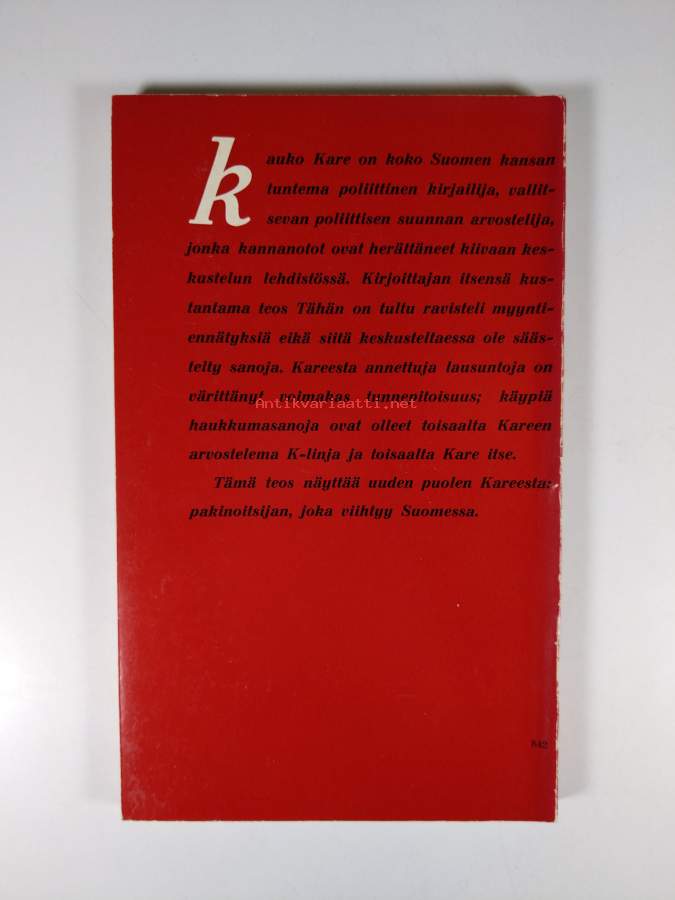 kauko Kare on koko Suomen kansan
tuntema poliittinen kirjailija, vallit-
sevan poliittisen suunnan arvostelija,
jonka kannanotot ovat herättäneet kiivaan kes-
kustelun lehdistössä. Kirjoittajan itsensä kus-
tantama teos Tähän on tultu ravisteli myynti-
ennätyksiä eikä siitä keskusteltaessa ole sääs-
telty sanoja. Kareesta annettuja lausuntoja on
värittänyt voimakas tunnepitoisuus; käypiä
Antikvariaatti.net
haukkumasanoja ovat olleet toisaalta Kareen
arvostelema K-linja ja toisaalta Kare itse.
Tämä teos näyttää uuden puolen Kareesta:
pakinoitsijan, joka viihtyy Suomessa.
842